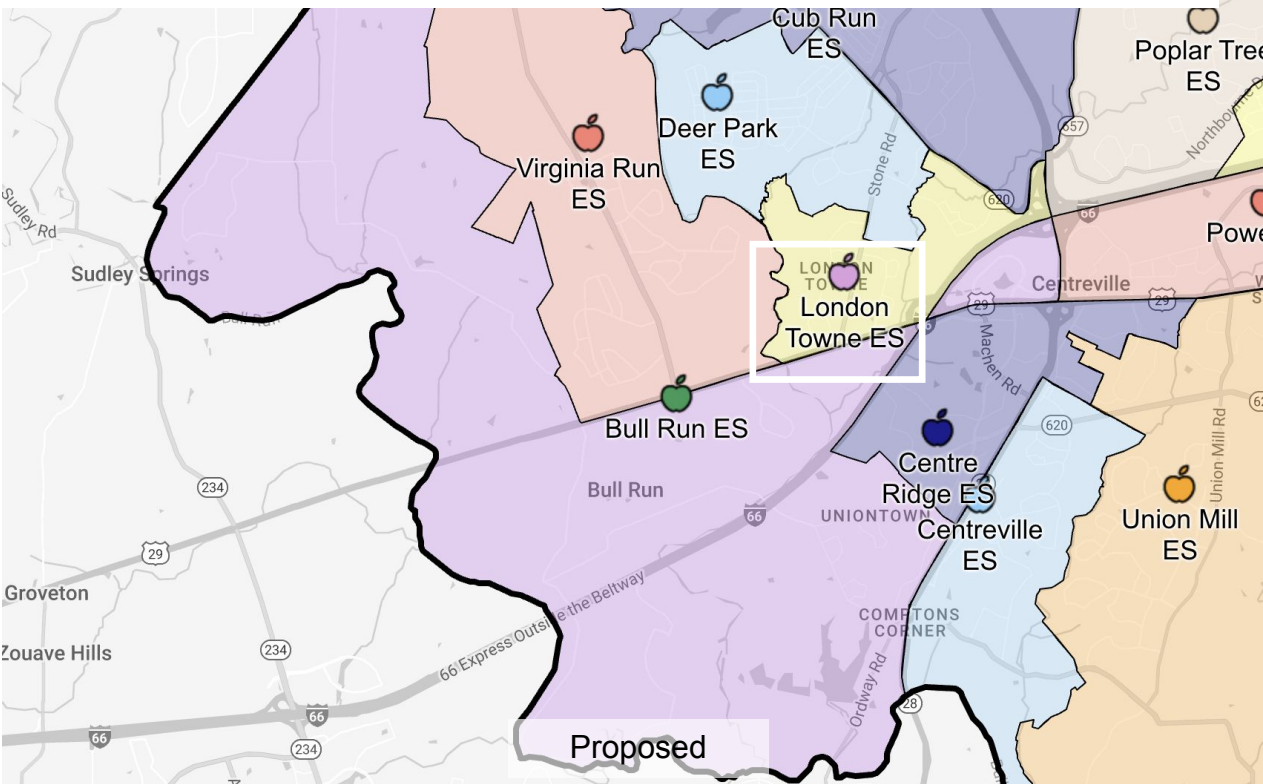 Cub Run
ES
Poplar Tree
ES
Deer Park
ES
Virginia Run
ES
Stone Rd
657
620
66
Sudley Rd
Sudley Springs
Bull Run
LONDON
TOWNE
London
Towne ES
Centreville
29
29
66
Machen Rd
Bull Run ES
620
Union Mill Rd
Centre
Ridge ES
Bull Run
234
66
UNIONTOWN
Centreville
ES
Union Mill
ES
29
Groveton
66 Express Outside the Beltway
COMPTONS
CORNER
Zouave Hills
234
Ordway Rd
28
66
66
234
Proposed